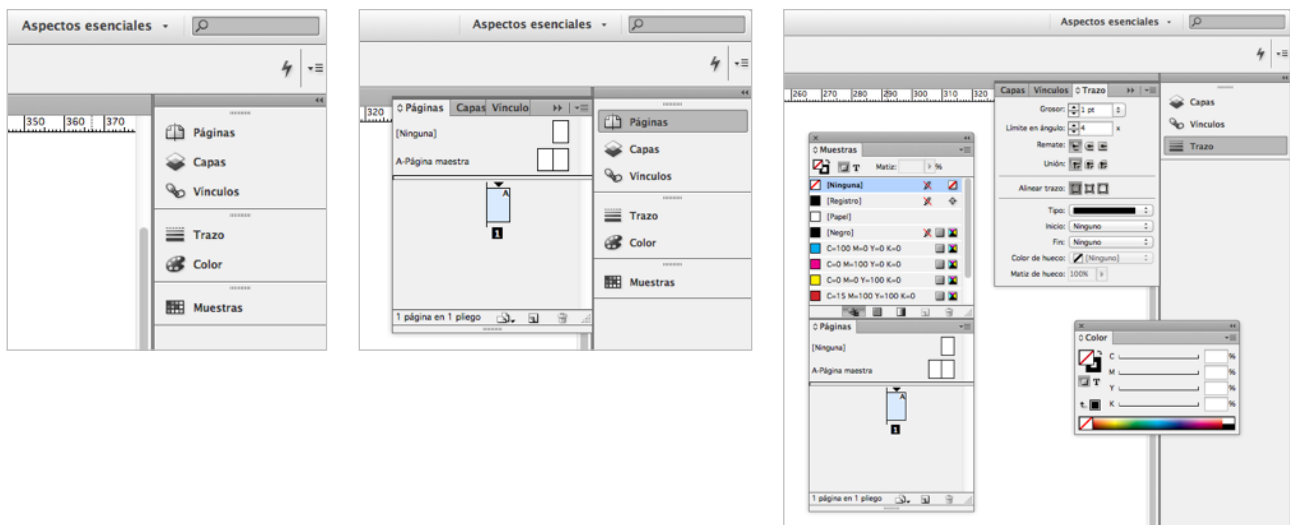 Aspectos esenciales
350 360 370
Páginas
Capas
Vínculos
Trazo
Color
Muestras
Aspectos esenciales
320
Páginas Capas Vínculo
[Ninguna]
A-Página maestra
A
1
1 página en 1 pliego
Páginas
Capas
Vínculos
Trazo
Color
Muestras
Aspectos esenciales
260 270 280 290 300 310 320
Muestras
T Matiz: %
[Ninguna]
[Registro]
[Papel]
[Negro]
C=100 M=0 Y=0 K=0
C=0 M=100 Y=0 K=0
C=0 M=0 Y=100 K=0
C=15 M=100 Y=100 K=0
Páginas
[Ninguna]
A-Página maestra
A
1
1 página en 1 pliego
Capas Vínculos Trazo
Grosor: 1 pt
Límite en ángulo: 4 x
Remate:
Unión:
Alinear trazo:
Tipo:
Inicio: Ninguno
Fin: Ninguno
Color de hueco: [Ninguno]
Matiz de hueco: 100%
Capas
Vínculos
Trazo
Color
C %
M %
T Y %
K %